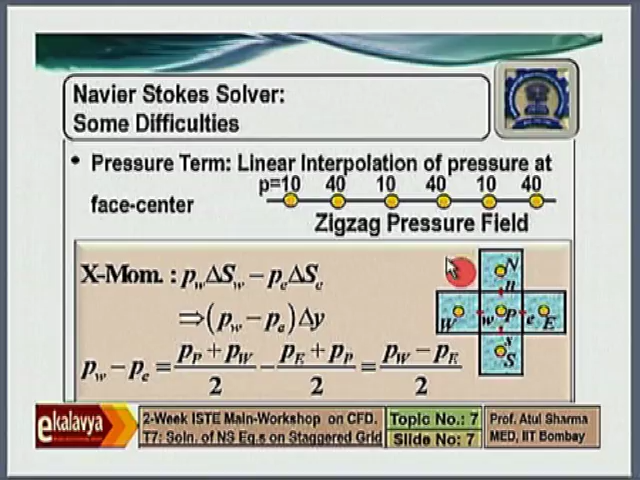 Navier Stokes Solver:
Some Difficulties
• Pressure Term: Linear Interpolation of pressure at
face-center
p=10 40 10 40 10 40
Zigzag Pressure Field
X-Mom. : p_w ΔS_w − p_e ΔS_e
⇒ (p_w − p_e) Δy
p_w − p_e = (p_P + p_W)/2 − (p_E + p_P)/2 = (p_W − p_E)/2
N
n
W w P e E
s
S
ekalavya
2-Week ISTE Main-Workshop on CFD.
T7: Soln. of NS Eq.s on Staggered Grid
Topic No.: 7
Slide No: 7
Prof. Atul Sharma
MED, IIT Bombay